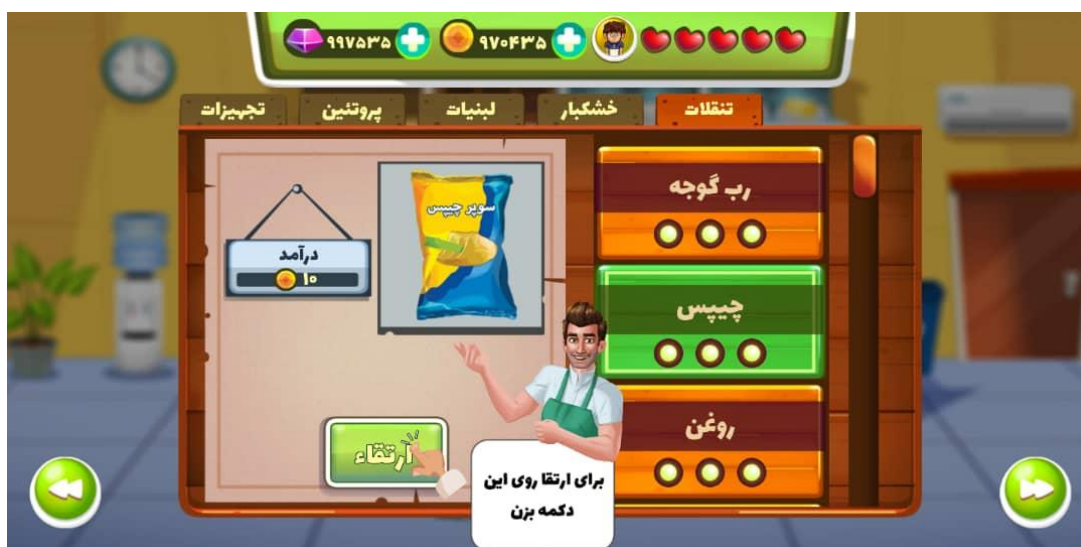 ۹۹۷۵۳۵
۹۷۰۴۳۵
تنقلات
خشکبار
لبنیات
پروتئین
تجهیزات
رب گوجه
چیپس
روغن
سوپر چیپس
درآمد
۱۰
ارتقاء
برای ارتقا روی این
دکمه بزن